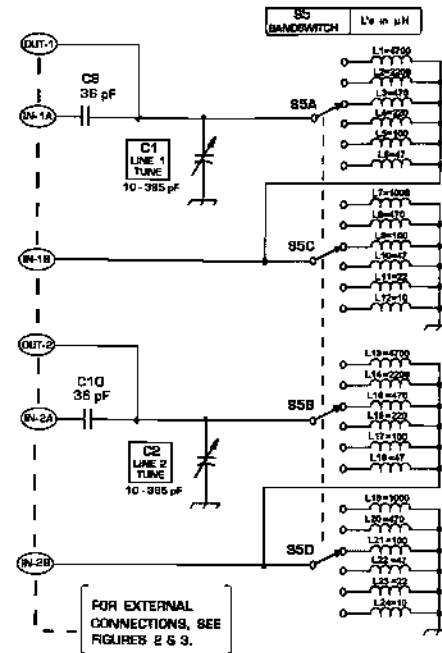 S5
BANDSWITCH
L's in µH
OUT-1
C9
36 pF
IN-1A
C1
LINE 1
TUNE
10-365 pF
S5A
L1=4700
L2=2200
L3=470
L4=220
L5=100
L6=47
IN-1B
S5C
L7=1000
L8=470
L9=100
L10=47
L11=22
L12=10
OUT-2
C10
36 pF
IN-2A
C2
LINE 2
TUNE
10-365 pF
S5B
L13=4700
L14=2200
L15=470
L16=220
L17=100
L18=47
IN-2B
S5D
L19=1000
L20=470
L21=100
L22=47
L23=22
L24=10
FOR EXTERNAL
CONNECTIONS, SEE
FIGURES 2 & 3.